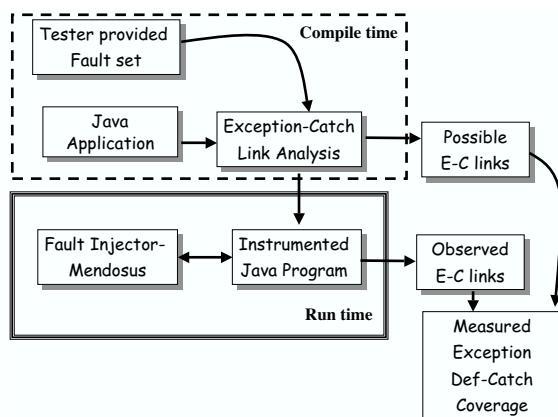 Tester provided
Fault set
Compile time
Java
Application
Exception-Catch
Link Analysis
Possible
E-C links
Fault Injector-
Mendosus
Instrumented
Java Program
Observed
E-C links
Run time
Measured
Exception
Def-Catch
Coverage